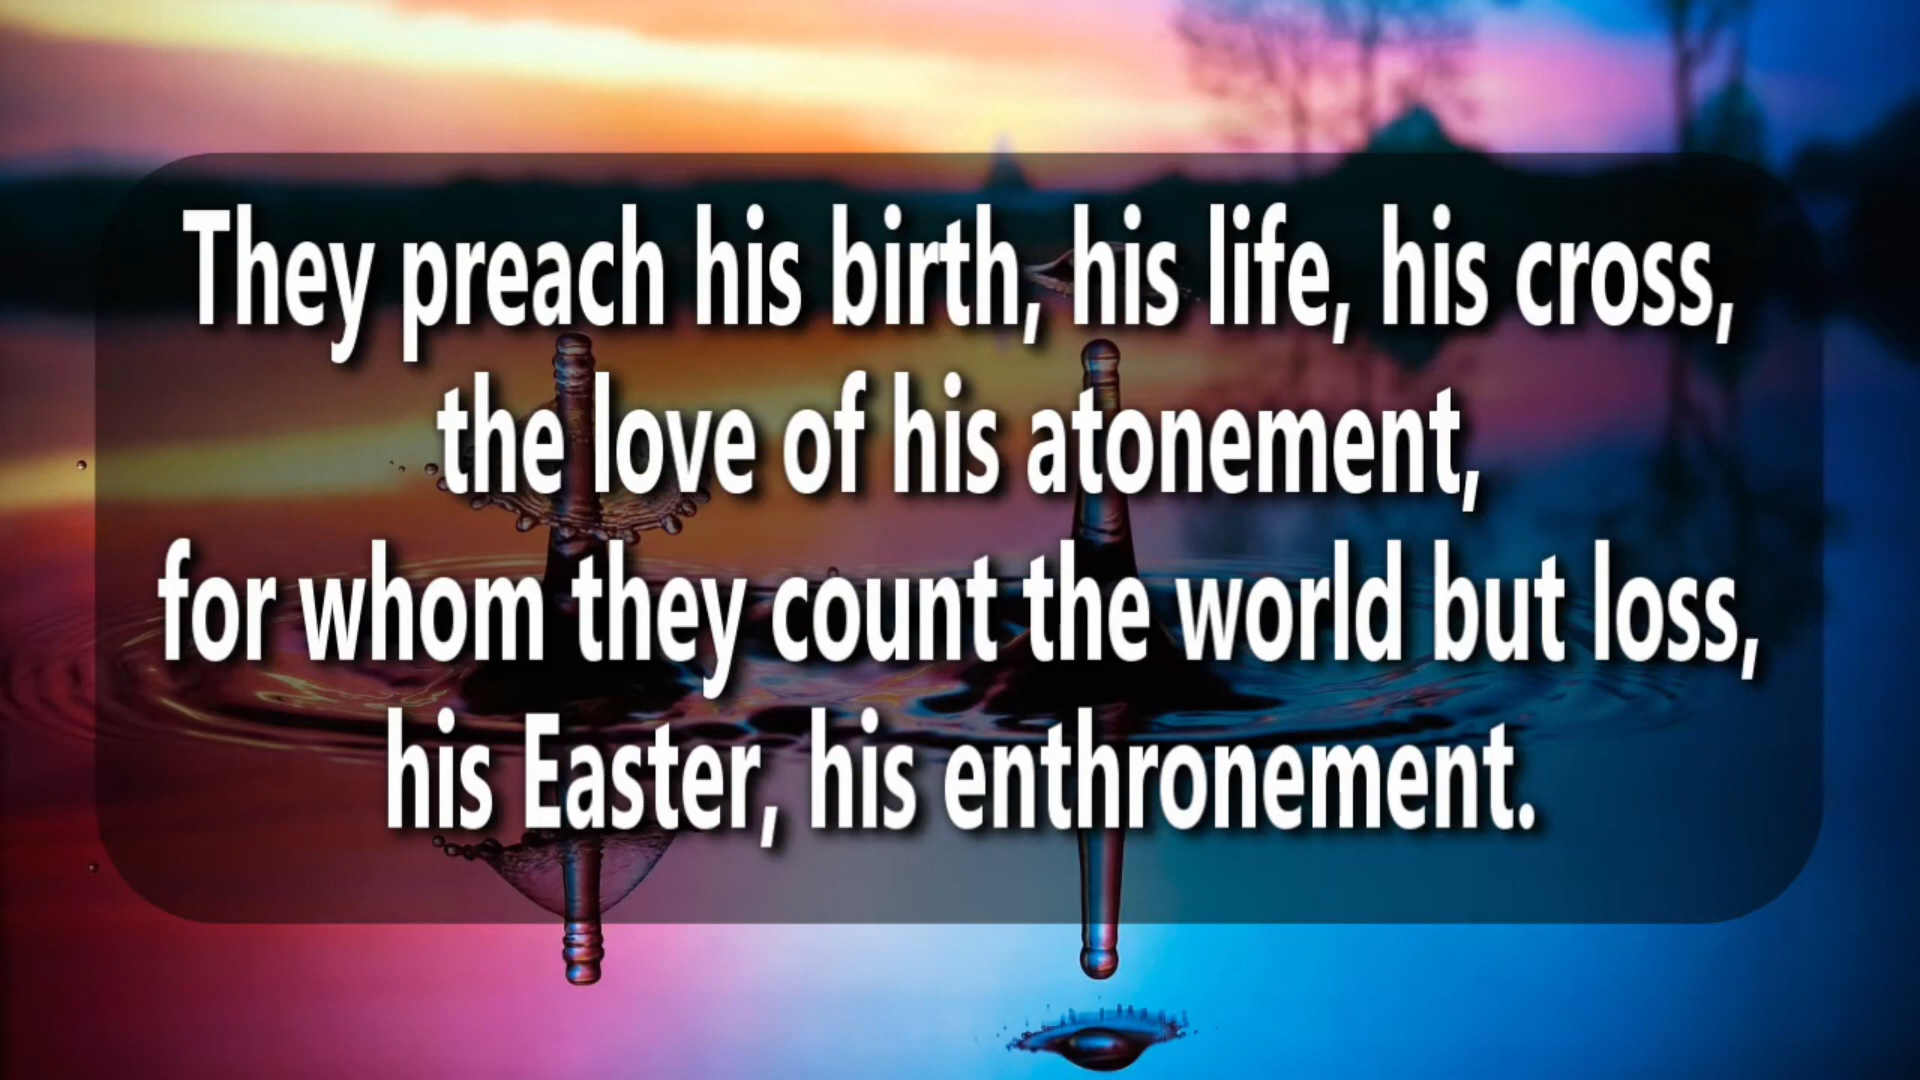 They preach his birth, his life, his cross,
the love of his atonement,
for whom they count the world but loss,
his Easter, his enthronement.